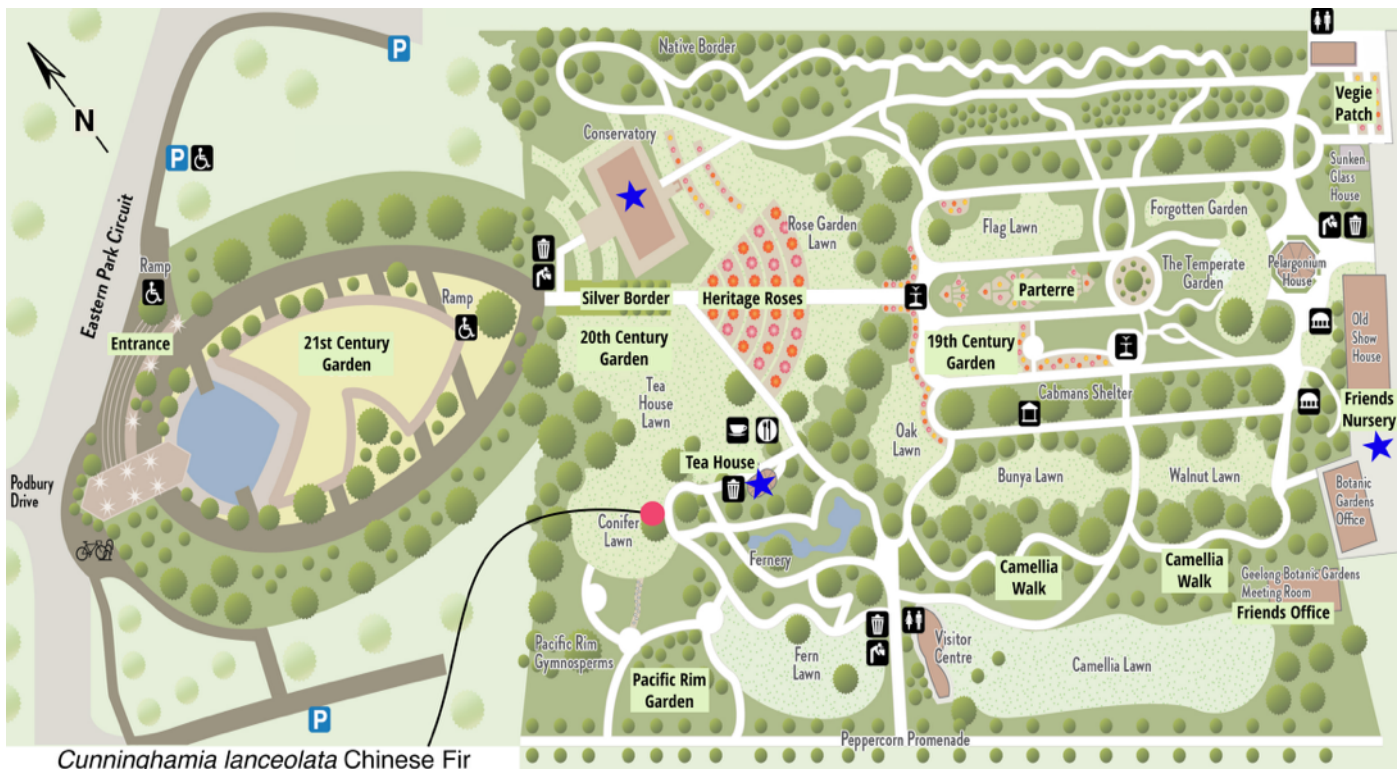 P
Native Border
N
Vegie
Patch
Conservatory
P
Sunken
Glass
House
Eastern Park Circuit
Rose Garden
Lawn
Flag Lawn
Forgotten Garden
The Temperate
Garden
Pelargonium
House
Ramp
Ramp
Silver Border
Heritage Roses
Parterre
Entrance
21st Century
Garden
20th Century
Garden
19th Century
Garden
Old
Show
House
Tea
House
Lawn
Cabmans Shelter
Friends
Nursery
Oak
Lawn
Tea House
Bunya Lawn
Walnut Lawn
Podbury
Drive
Botanic
Gardens
Office
Conifer
Lawn
Fernery
Camellia
Walk
Camellia
Walk
Geelong Botanic Gardens
Meeting Room
Friends Office
Pacific Rim
Gymnosperms
Fern
Lawn
Visitor
Centre
Camellia Lawn
Pacific Rim
Garden
P
Peppercorn Promenade
Cunninghamia lanceolata Chinese Fir